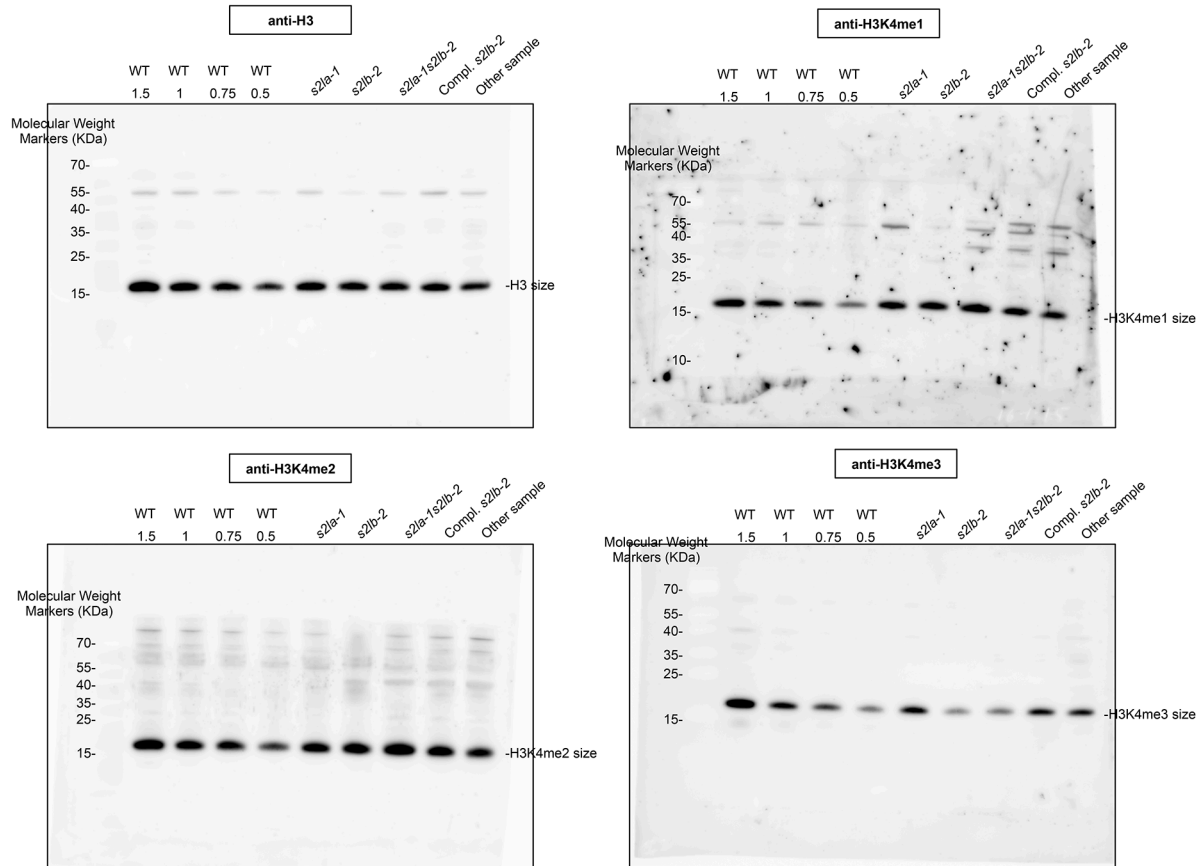 anti-H3
WT WT WT WT s2la-1 s2lb-2 s2la-1s2lb-2 Compl. s2lb-2 Other sample
1.5 1 0.75 0.5
Molecular Weight
Markers (KDa)
70-
55-
40-
35-
25-
15-
-H3 size
anti-H3K4me1
WT WT WT WT s2la-1 s2lb-2 s2la-1s2lb-2 Compl. s2lb-2 Other sample
1.5 1 0.75 0.5
Molecular Weight
Markers (KDa)
70-
55-
40-
35-
25-
15-
10-
-H3K4me1 size
anti-H3K4me2
WT WT WT WT s2la-1 s2lb-2 s2la-1s2lb-2 Compl. s2lb-2 Other sample
1.5 1 0.75 0.5
Molecular Weight
Markers (KDa)
70-
55-
40-
35-
25-
15-
-H3K4me2 size
anti-H3K4me3
WT WT WT WT s2la-1 s2lb-2 s2la-1s2lb-2 Compl. s2lb-2 Other sample
1.5 1 0.75 0.5
Molecular Weight
Markers (KDa)
70-
55-
40-
35-
25-
15-
-H3K4me3 size